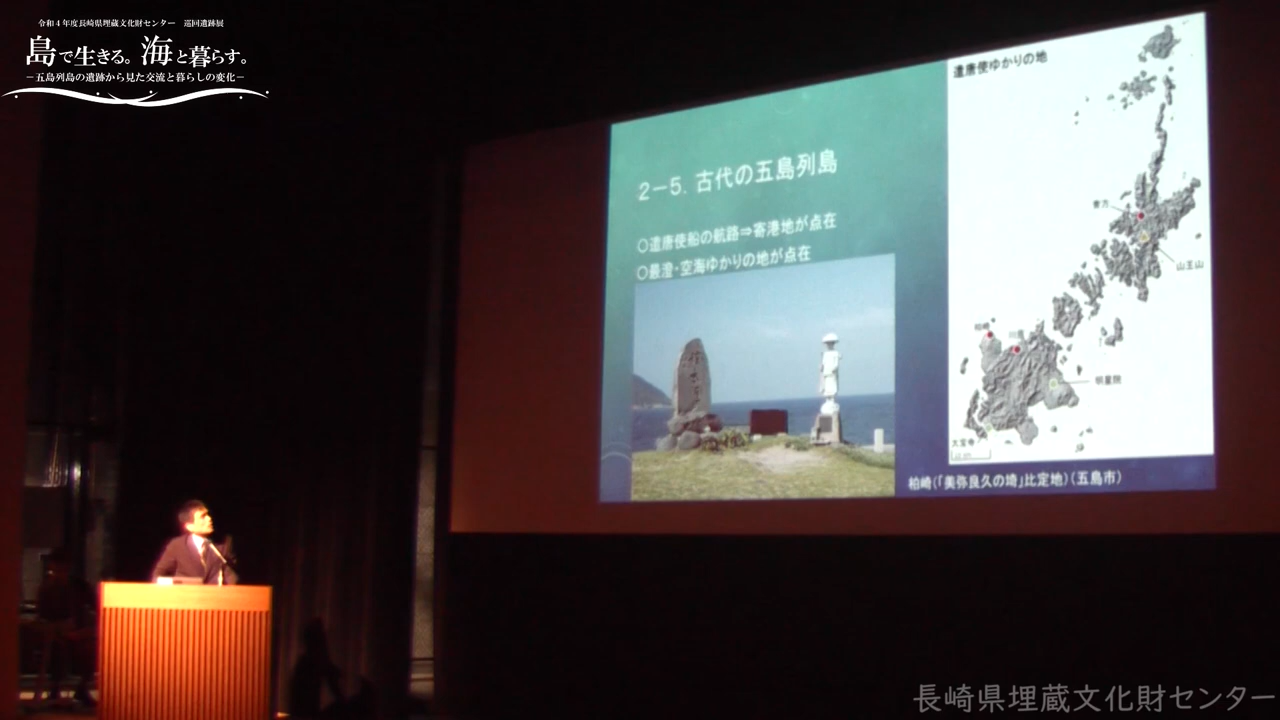 令和4年度長崎県埋蔵文化財センター 巡回遺跡展
島で生きる。海と暮らす。
－五島列島の遺跡から見た交流と暮らしの変化－
2－5. 古代の五島列島
○遣唐使船の航路⇒寄港地が点在
○最澄・空海ゆかりの地が点在
遣唐使ゆかりの地
青方
山王山
柏崎
川原
明星院
大宝寺
柏崎(「美弥良久の埼」比定地)(五島市)
長崎県埋蔵文化財センター